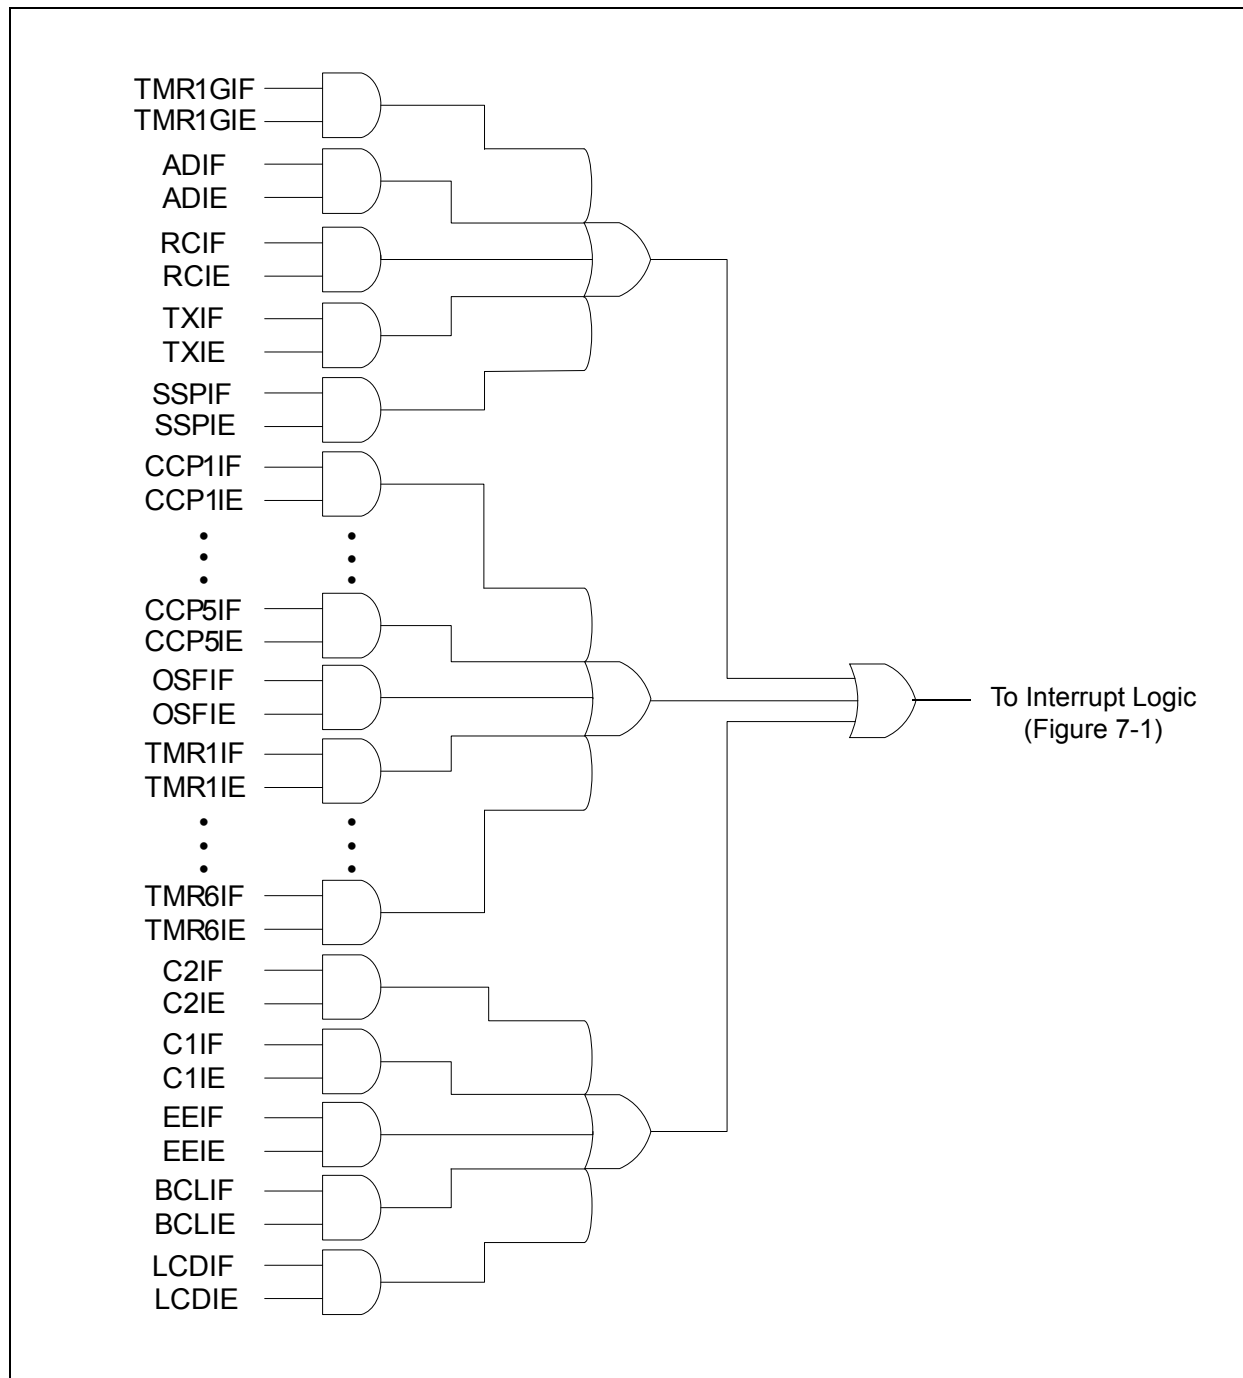 TMR1GIF
TMR1GIE
ADIF
ADIE
RCIF
RCIE
TXIF
TXIE
SSPIF
SSPIE
CCP1IF
CCP1IE
CCP5IF
CCP5IE
OSFIF
OSFIE
TMR1IF
TMR1IE
TMR6IF
TMR6IE
C2IF
C2IE
C1IF
C1IE
EEIF
EEIE
BCLIF
BCLIE
LCDIF
LCDIE
To Interrupt Logic
(Figure 7-1)